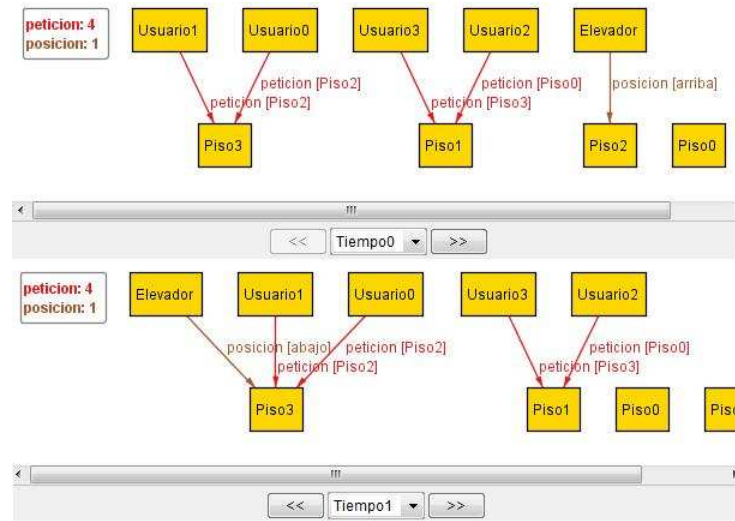 peticion: 4
posicion: 1
Usuario1
Usuario0
Usuario3
Usuario2
Elevador
peticion [Piso2]
peticion [Piso2]
peticion [Piso0]
peticion [Piso3]
posicion [arriba]
Piso3
Piso1
Piso2
Piso0
<<
Tiempo0
>>
peticion: 4
posicion: 1
Elevador
Usuario1
Usuario0
Usuario3
Usuario2
posicion [abajo]
peticion [Piso2]
peticion [Piso2]
peticion [Piso0]
peticion [Piso3]
Piso3
Piso1
Piso0
<<
Tiempo1
>>